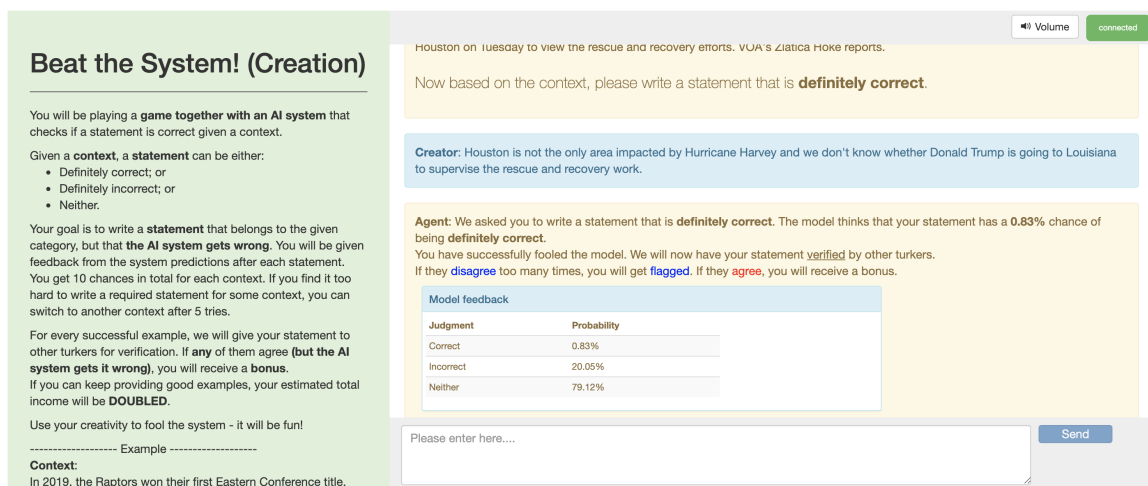 Volume
connected
Beat the System! (Creation)
You will be playing a game together with an AI system that
checks if a statement is correct given a context.
Given a context, a statement can be either:
• Definitely correct; or
• Definitely incorrect; or
• Neither.
Your goal is to write a statement that belongs to the given
category, but that the AI system gets wrong. You will be given
feedback from the system predictions after each statement.
You get 10 chances in total for each context. If you find it too
hard to write a required statement for some context, you can
switch to another context after 5 tries.
For every successful example, we will give your statement to
other turkers for verification. If any of them agree (but the AI
system gets it wrong), you will receive a bonus.
If you can keep providing good examples, your estimated total
income will be DOUBLED.
Use your creativity to fool the system - it will be fun!
------------------- Example -------------------
Context:
In 2019, the Raptors won their first Eastern Conference title,
Houston on Tuesday to view the rescue and recovery efforts. VOA's Zlatica Hoke reports.
Now based on the context, please write a statement that is definitely correct.
Creator: Houston is not the only area impacted by Hurricane Harvey and we don't know whether Donald Trump is going to Louisiana
to supervise the rescue and recovery work.
Agent: We asked you to write a statement that is definitely correct. The model thinks that your statement has a 0.83% chance of
being definitely correct.
You have successfully fooled the model. We will now have your statement verified by other turkers.
If they disagree too many times, you will get flagged. If they agree, you will receive a bonus.
Model feedback
Judgment Probability
Correct 0.83%
Incorrect 20.05%
Neither 79.12%
Please enter here....
Send